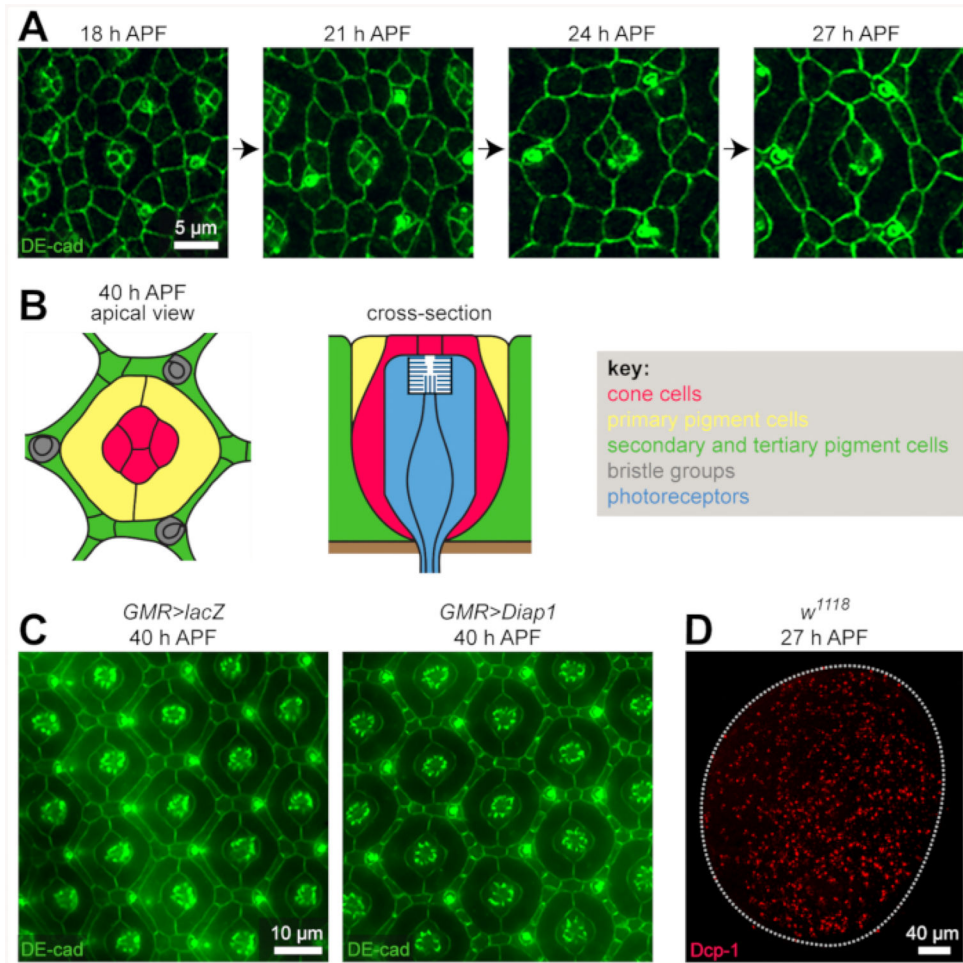 A
18 h APF
21 h APF
24 h APF
27 h APF
5 μm
DE-cad
B
40 h APF
apical view
cross-section
key:
cone cells
primary pigment cells
secondary and tertiary pigment cells
bristle groups
photoreceptors
C
GMR>lacZ
40 h APF
GMR>Diap1
40 h APF
10 μm
DE-cad
DE-cad
D
w1118
27 h APF
40 μm
Dcp-1